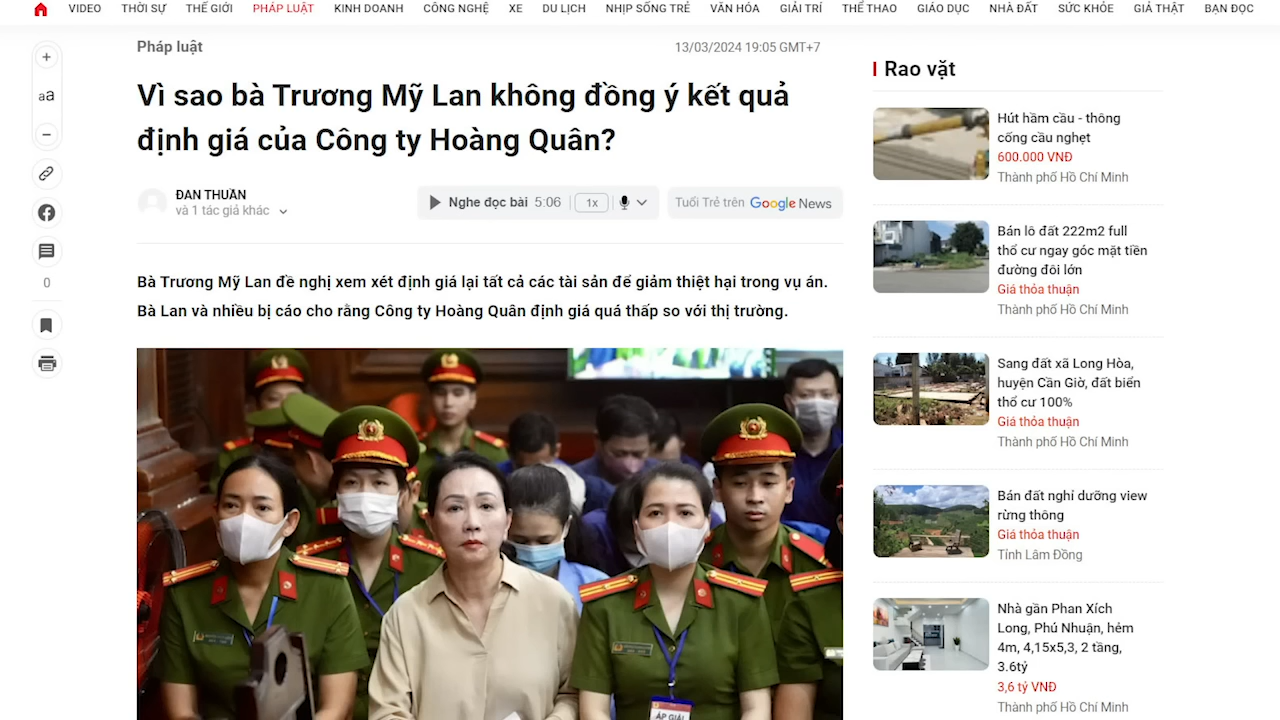 VIDEO THỜI SỰ THẾ GIỚI PHÁP LUẬT KINH DOANH CÔNG NGHỆ XE DU LỊCH NHỊP SỐNG TRẺ VĂN HÓA GIẢI TRÍ THỂ THAO GIÁO DỤC NHÀ ĐẤT SỨC KHỎE GIẢ THẬT BẠN ĐỌC
Pháp luật
13/03/2024 19:05 GMT+7
Vì sao bà Trương Mỹ Lan không đồng ý kết quả
định giá của Công ty Hoàng Quân?
ĐAN THUẦN
và 1 tác giả khác
Nghe đọc bài 5:06 1x
Tuổi Trẻ trên Google News
Bà Trương Mỹ Lan đề nghị xem xét định giá lại tất cả các tài sản để giảm thiệt hại trong vụ án.
Bà Lan và nhiều bị cáo cho rằng Công ty Hoàng Quân định giá quá thấp so với thị trường.
aa
0
ÁP GIẢI
Rao vặt
Hút hầm cầu - thông
cống cầu nghẹt
600.000 VNĐ
Thành phố Hồ Chí Minh
Bán lô đất 222m2 full
thổ cư ngay góc mặt tiền
đường đôi lớn
Giá thỏa thuận
Thành phố Hồ Chí Minh
Sang đất xã Long Hòa,
huyện Cần Giờ, đất biển
thổ cư 100%
Giá thỏa thuận
Thành phố Hồ Chí Minh
Bán đất nghỉ dưỡng view
rừng thông
Giá thỏa thuận
Tỉnh Lâm Đồng
Nhà gần Phan Xích
Long, Phú Nhuận, hẻm
4m, 4,15x5,3, 2 tầng,
3.6tỷ
3,6 tỷ VNĐ
Thành phố Hồ Chí Minh